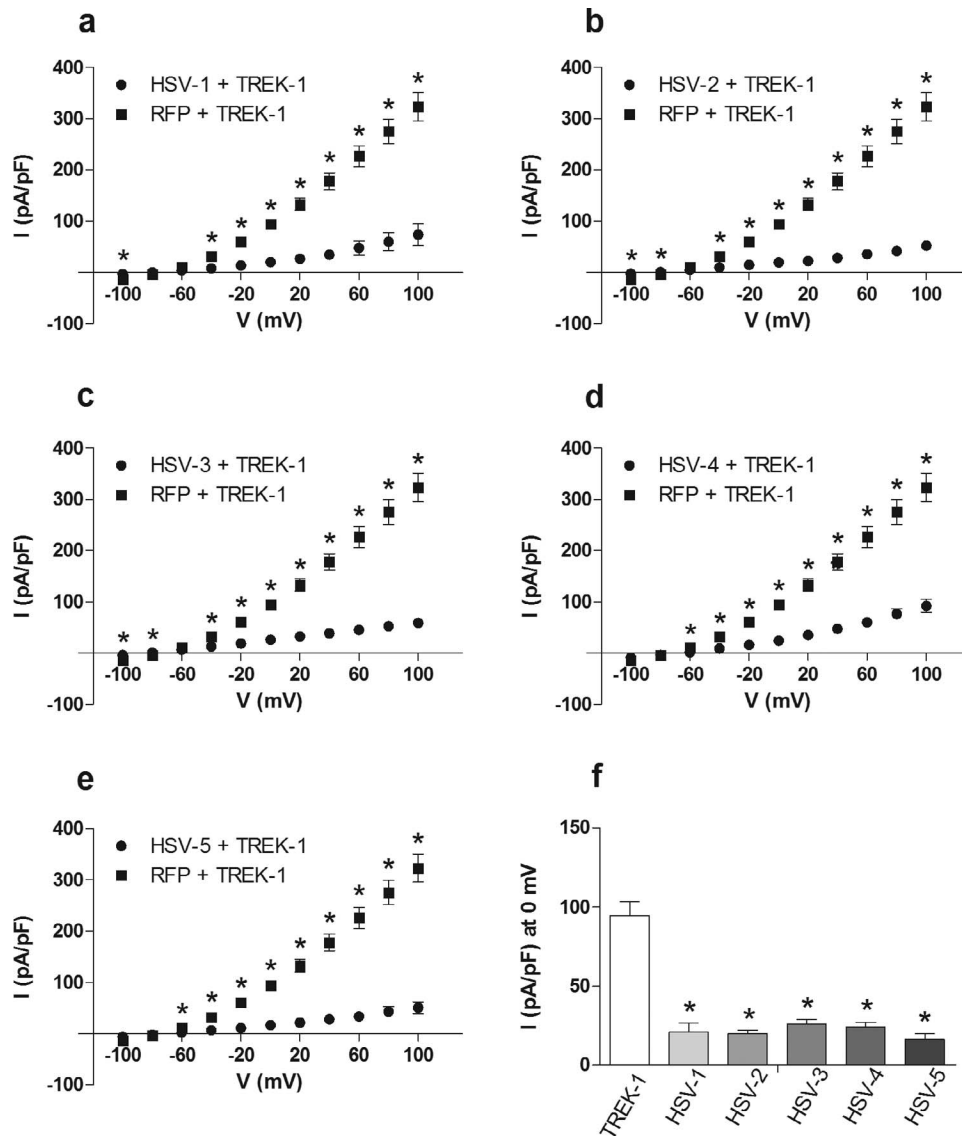 a
400
300
200
100
-100
I (pA/pF)
HSV-1 + TREK-1
RFP + TREK-1
* * * * * * * * *
-100 -60 -20 20 60 100
V (mV)
b
400
300
200
100
-100
I (pA/pF)
HSV-2 + TREK-1
RFP + TREK-1
* * * * * * * * * *
-100 -60 -20 20 60 100
V (mV)
c
400
300
200
100
-100
I (pA/pF)
HSV-3 + TREK-1
RFP + TREK-1
* * * * * * * * * *
-100 -60 -20 20 60 100
V (mV)
d
400
300
200
100
-100
I (pA/pF)
HSV-4 + TREK-1
RFP + TREK-1
* * * * * * * * *
-100 -60 -20 20 60 100
V (mV)
e
400
300
200
100
-100
I (pA/pF)
HSV-5 + TREK-1
RFP + TREK-1
* * * * * * * * *
-100 -60 -20 20 60 100
V (mV)
f
150
100
50
0
I (pA/pF) at 0 mV
* * * * *
TREK-1 HSV-1 HSV-2 HSV-3 HSV-4 HSV-5